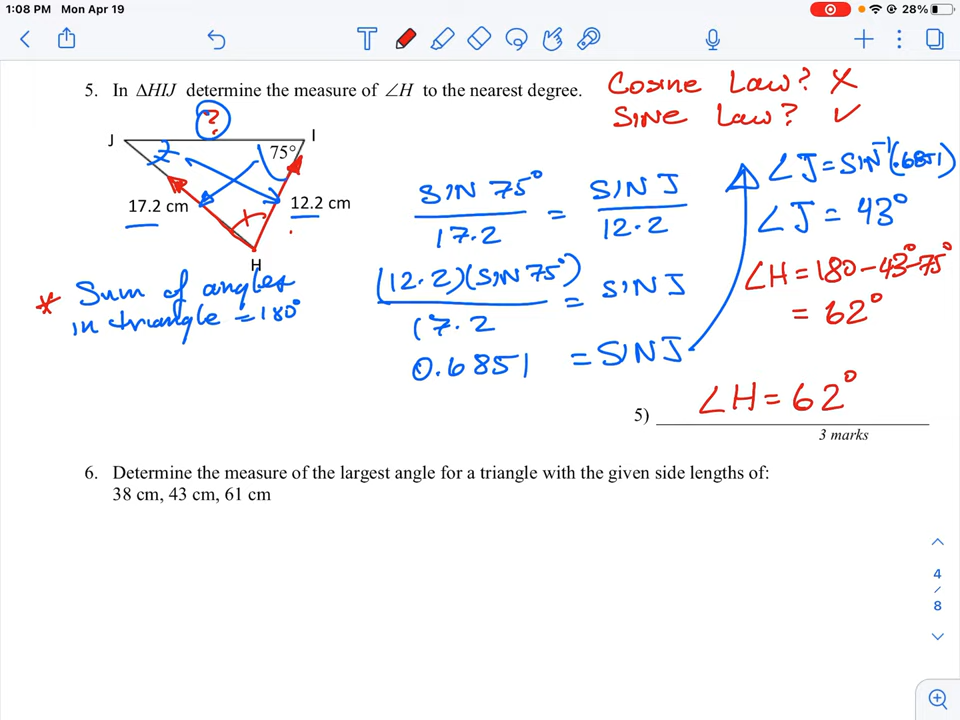 1:08 PM Mon Apr 19
28%
5. In ΔHIJ determine the measure of ∠H to the nearest degree.
Cosine Law? X
Sine Law? ✓
?
J
I
75°
17.2 cm
12.2 cm
H
* Sum of angles
in triangle = 180°
SIN 75° / 17.2 = SIN J / 12.2
(12.2)(SIN 75°) / 17.2 = SIN J
0.6851 = SIN J
∠J = SIN⁻¹(.6851)
∠J = 43°
∠H = 180 - 43° - 75°
= 62°
∠H = 62°
5)
3 marks
6. Determine the measure of the largest angle for a triangle with the given side lengths of:
38 cm, 43 cm, 61 cm
4
/
8